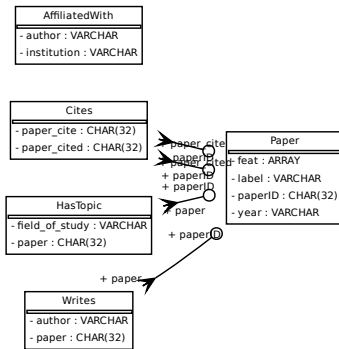 AffiliatedWith
- author : VARCHAR
- institution : VARCHAR
Cites
- paper_cite : CHAR(32)
- paper_cited : CHAR(32)
+ paper_cite
+ paperID
+ paper_cited
+ paperID
Paper
- feat : ARRAY
- label : VARCHAR
- paperID : CHAR(32)
- year : VARCHAR
HasTopic
- field_of_study : VARCHAR
- paper : CHAR(32)
+ paperID
+ paper
+ paperID
+ paper
Writes
- author : VARCHAR
- paper : CHAR(32)